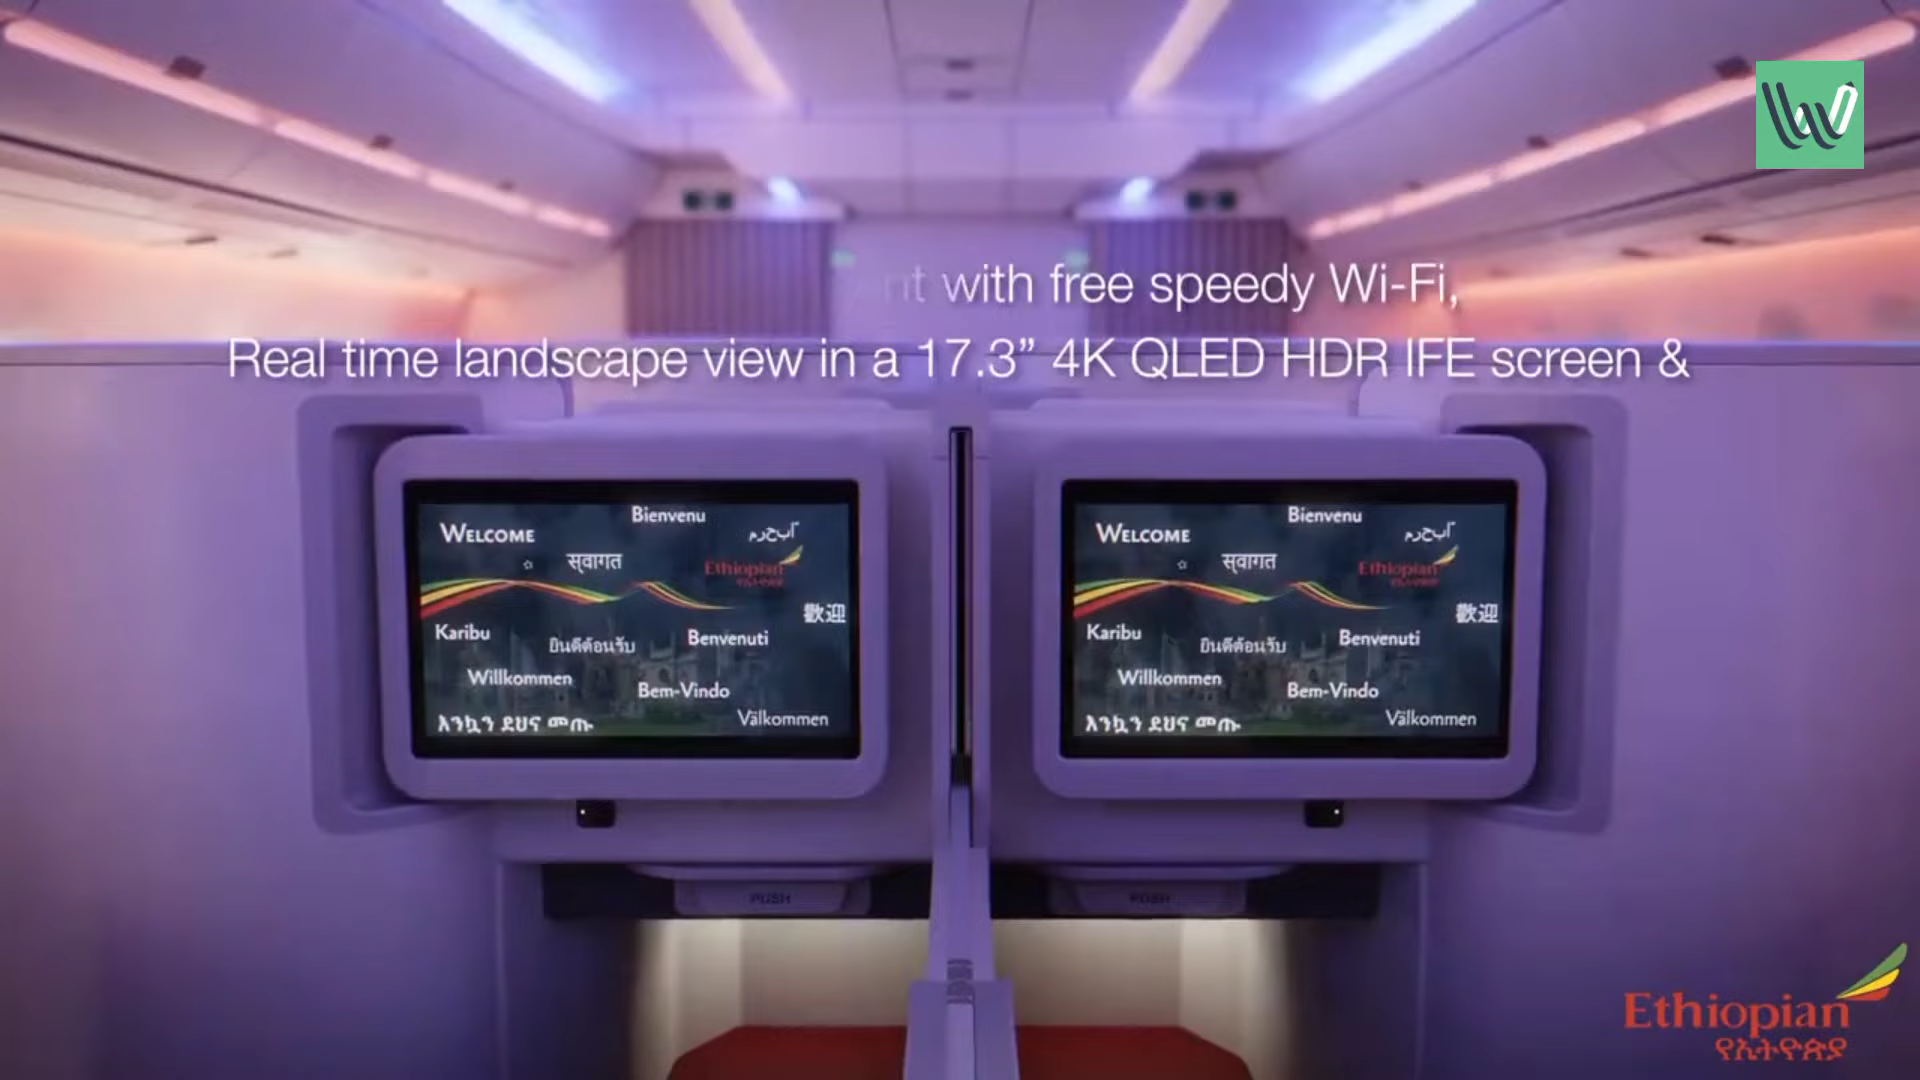 with free speedy Wi-Fi,
Real time landscape view in a 17.3” 4K QLED HDR IFE screen &
WELCOME
Bienvenu
स्वागत
Ethiopian
歡迎
Karibu
ยินดีต้อนรับ
Benvenuti
Willkommen
Bem-Vindo
እንኳን ደህና መጡ
Välkommen
WELCOME
Bienvenu
स्वागत
Ethiopian
歡迎
Karibu
ยินดีต้อนรับ
Benvenuti
Willkommen
Bem-Vindo
እንኳን ደህና መጡ
Välkommen
PUSH
PUSH
Ethiopian
የኢትዮጵያ